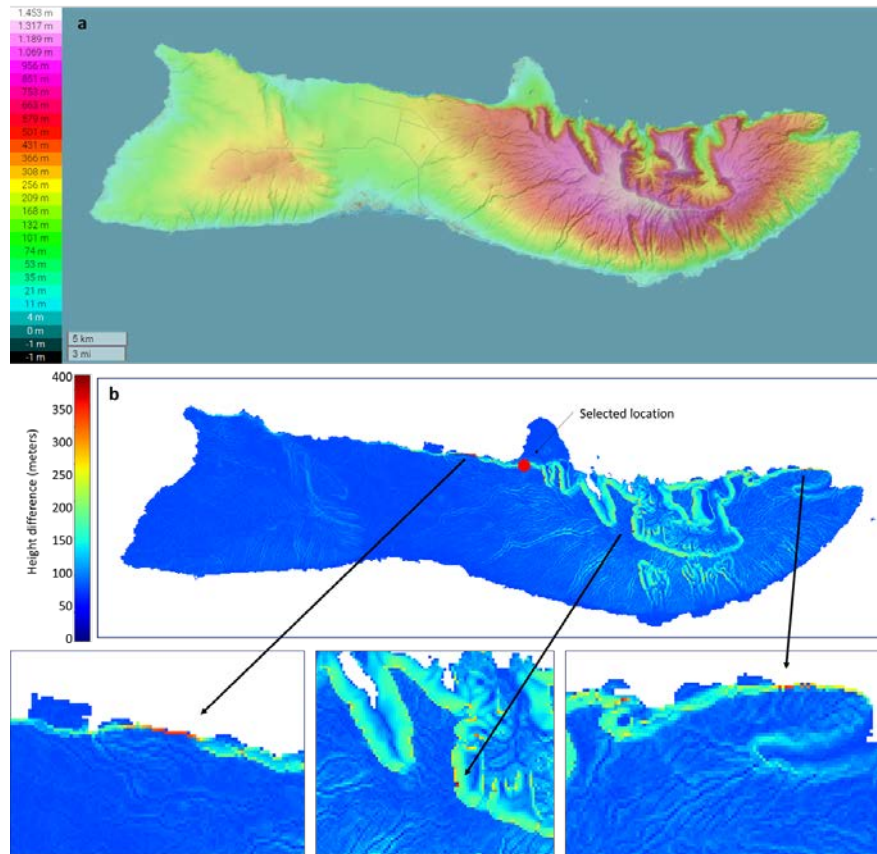 1.453 m
1.317 m
1.189 m
1.069 m
956 m
851 m
753 m
663 m
579 m
501 m
431 m
366 m
308 m
256 m
209 m
168 m
132 m
101 m
74 m
53 m
35 m
21 m
11 m
4 m
0 m
-1 m
-1 m
a
5 km
3 mi
b
Selected location
Height difference (meters)
400
350
300
250
200
150
100
50
0